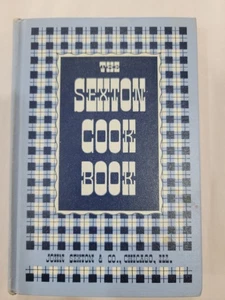 THE
SEXTON
COOK
BOOK
JOHN SEXTON & CO., CHICAGO, ILL.